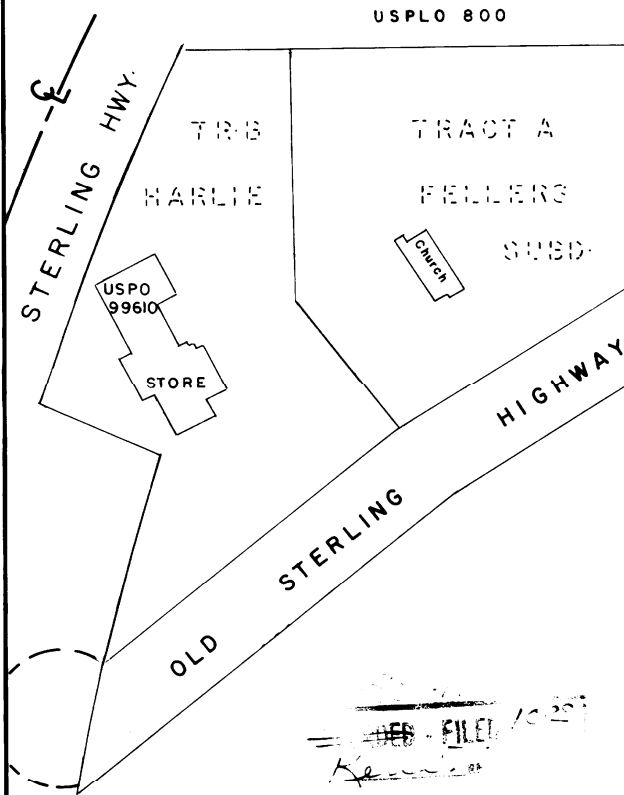 USPLO 800
℄
STERLING HWY.
TR·B
HARLIE
TRACT A
FELLERS
SUBD·
Church
USPO
99610
STORE
OLD STERLING HIGHWAY
FILED